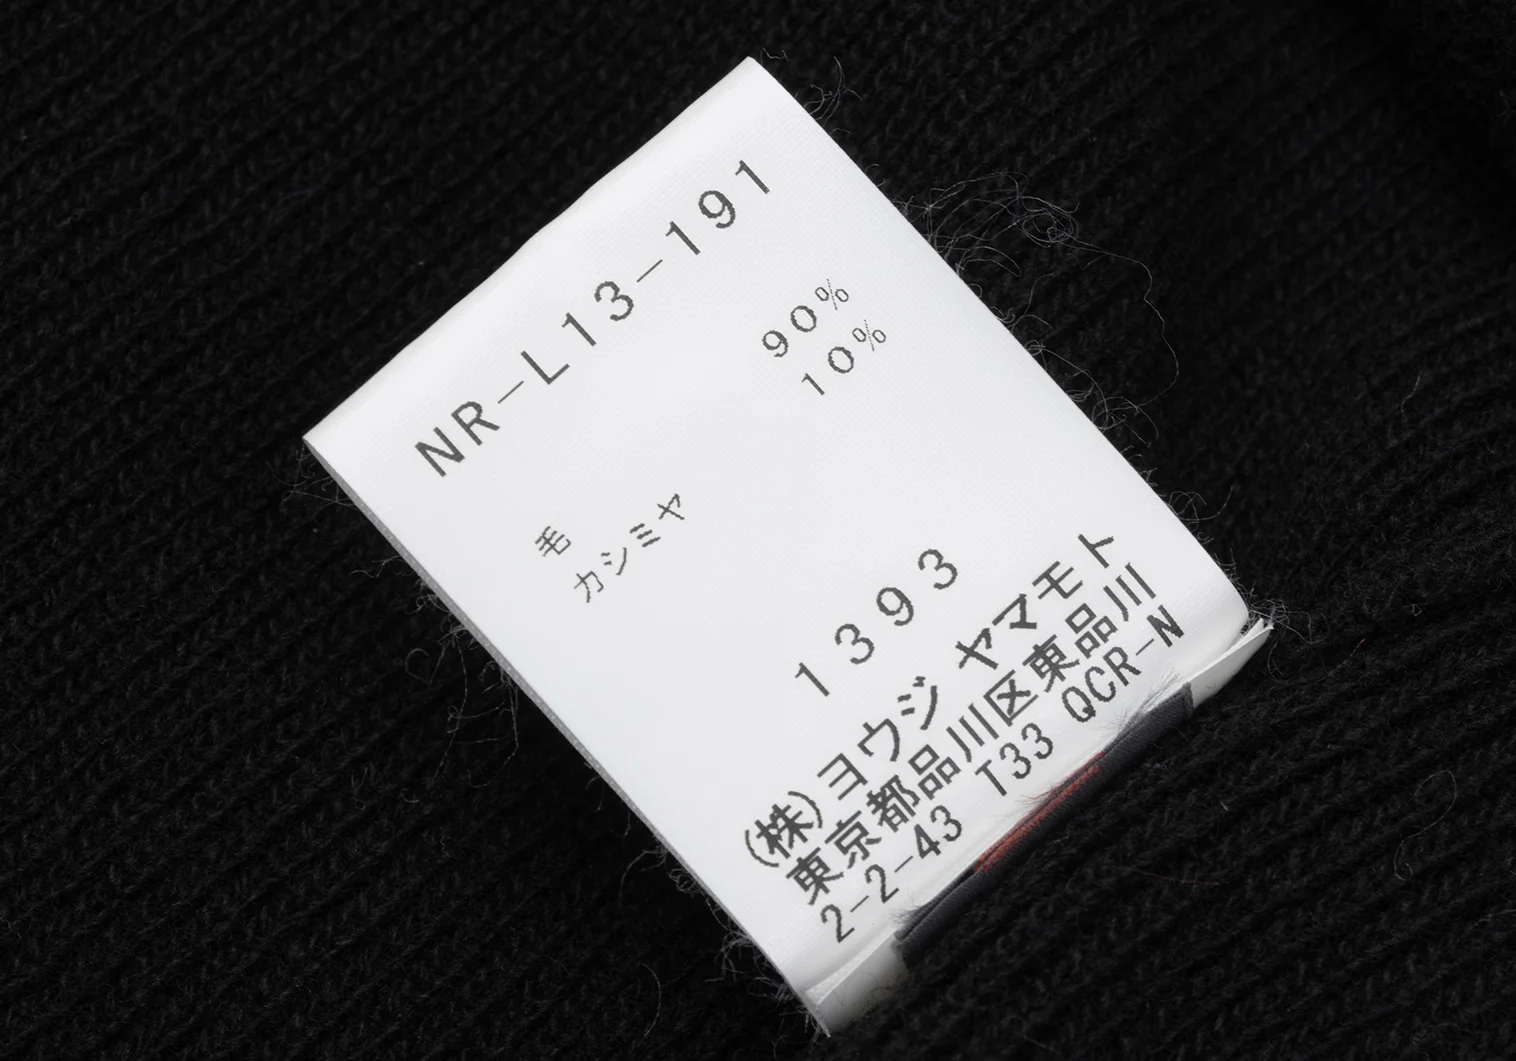 NR-L13-191
毛 90%
カシミヤ 10%
1393
(株)ヨウジ ヤマモト
東京都品川区東品川
2-2-43 T33 QCR-N